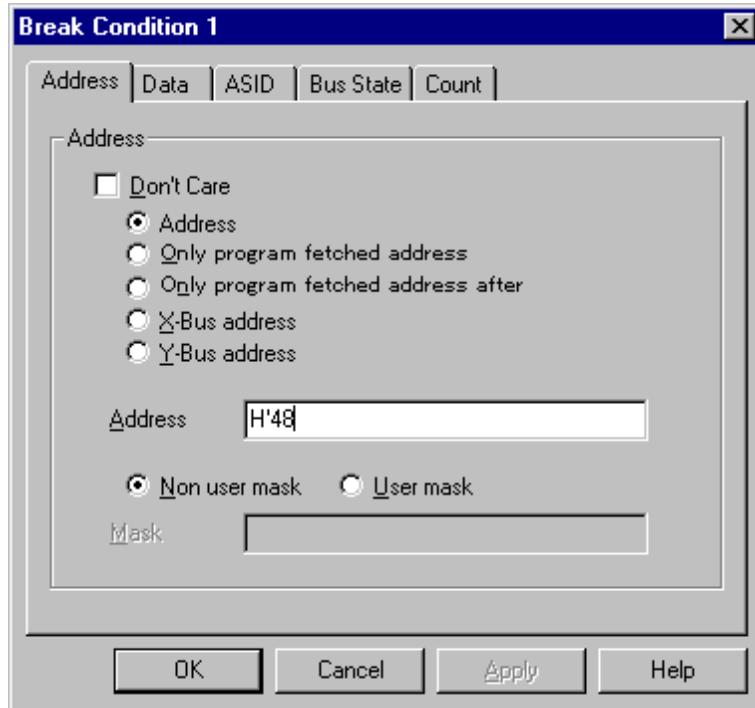 Break Condition 1
Address Data ASID Bus State Count
Address
Don't Care
Address
Only program fetched address
Only program fetched address after
X-Bus address
Y-Bus address
Address H'48
Non user mask User mask
Mask
OK Cancel Apply Help